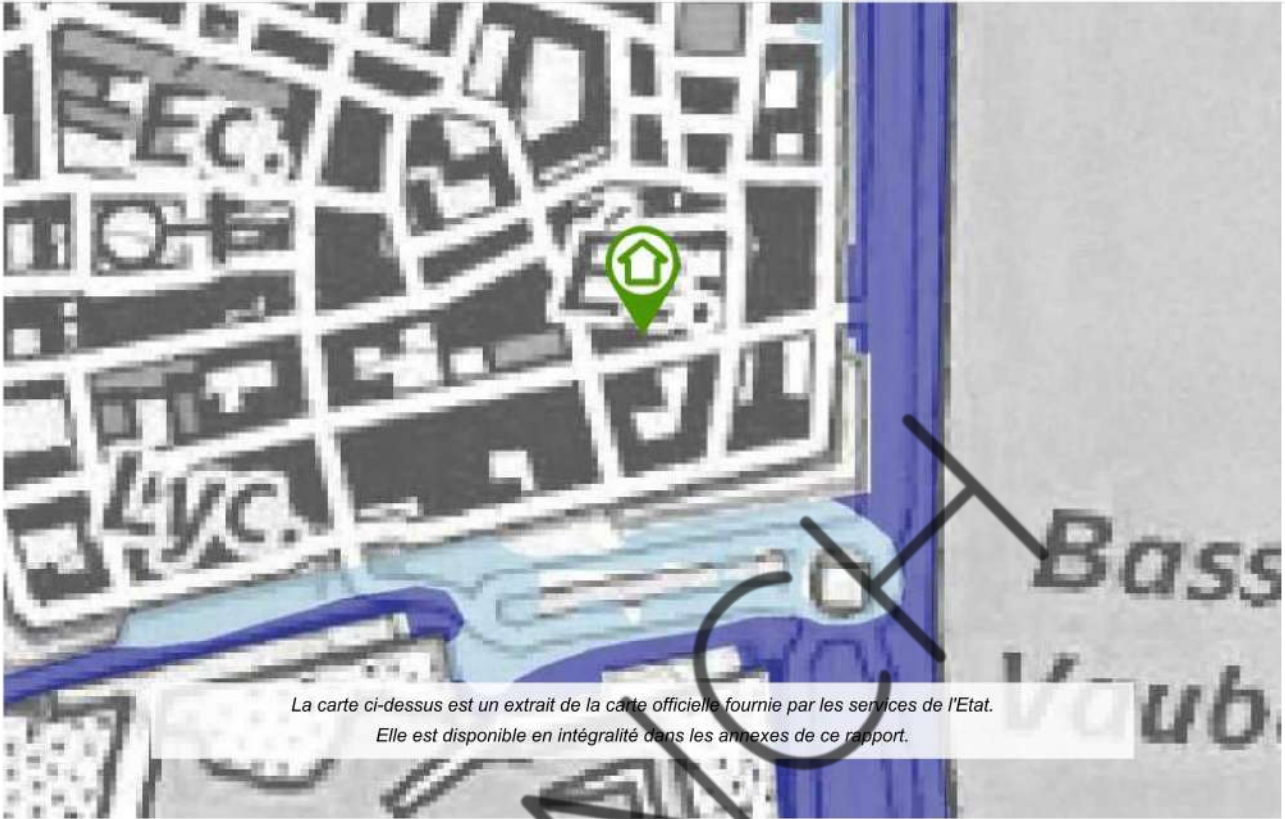 Ec.
Lyc.
Bass
Vaub
La carte ci-dessus est un extrait de la carte officielle fournie par les services de l'Etat.
Elle est disponible en intégralité dans les annexes de ce rapport.